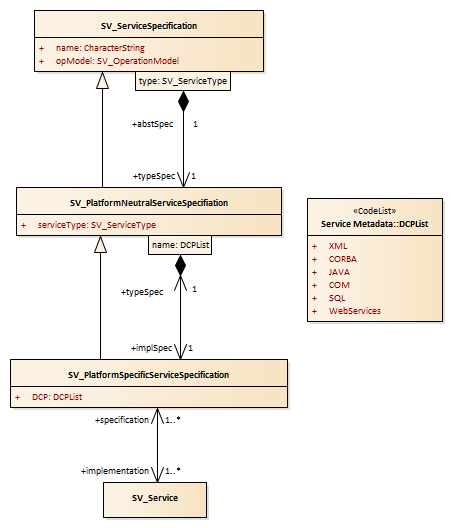 SV_ServiceSpecification
+ name: CharacterString
+ opModel: SV_OperationModel
type: SV_ServiceType
+abstSpec 1
+typeSpec 1
SV_PlatformNeutralServiceSpecifiation
+ serviceType: SV_ServiceType
name: DCPList
+typeSpec 1
+implSpec 1
«CodeList»
Service Metadata::DCPList
+ XML
+ CORBA
+ JAVA
+ COM
+ SQL
+ WebServices
SV_PlatformSpecificServiceSpecification
+ DCP: DCPList
+specification 1..*
+implementation 1..*
SV_Service